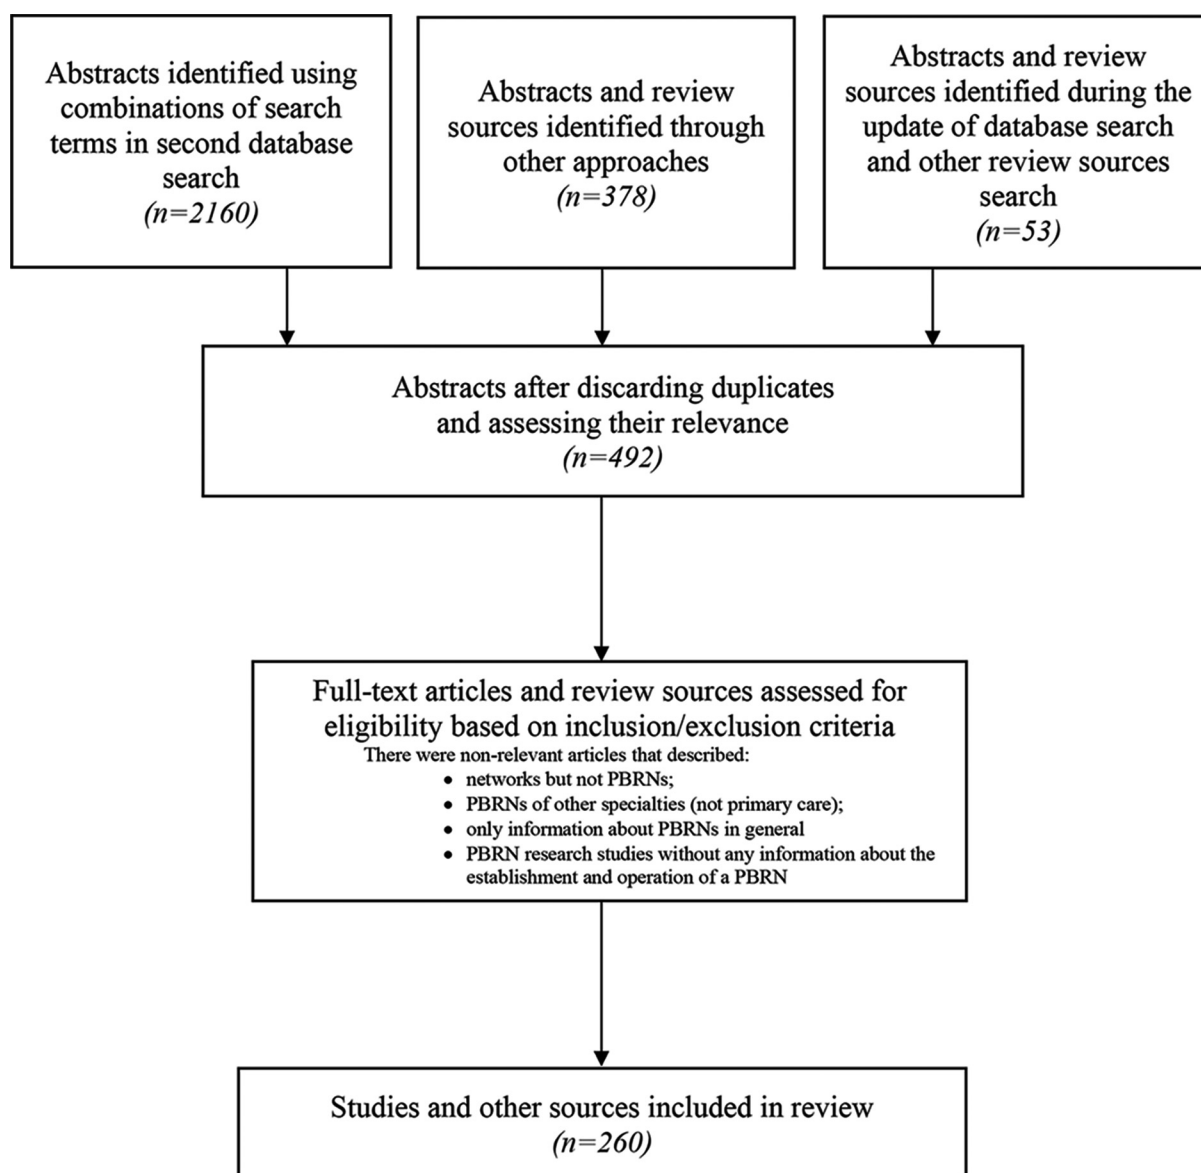 Abstracts identified using
combinations of search
terms in second database
search
(n=2160)
Abstracts and review
sources identified through
other approaches
(n=378)
Abstracts and review
sources identified during the
update of database search
and other review sources
search
(n=53)
Abstracts after discarding duplicates
and assessing their relevance
(n=492)
Full-text articles and review sources assessed for
eligibility based on inclusion/exclusion criteria
There were non-relevant articles that described:
• networks but not PBRNs;
• PBRNs of other specialties (not primary care);
• only information about PBRNs in general
• PBRN research studies without any information about the
establishment and operation of a PBRN
Studies and other sources included in review
(n=260)